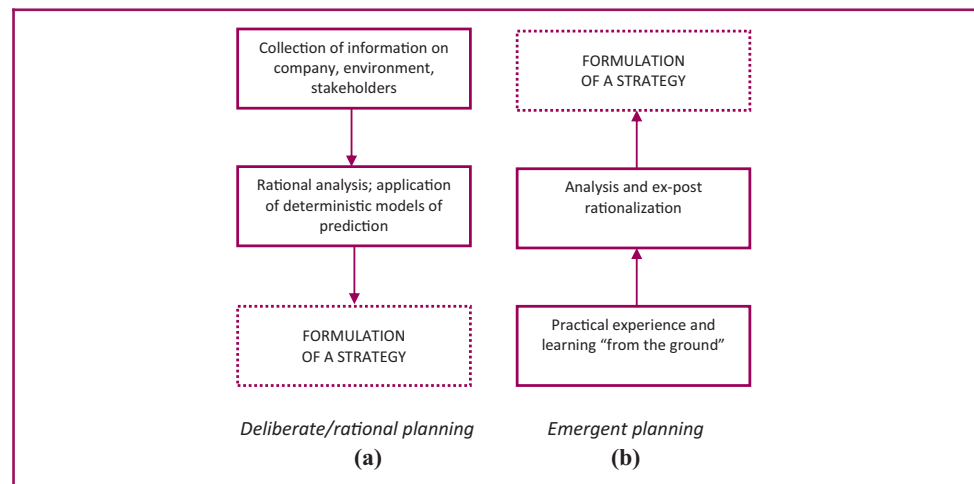 Collection of information on
company, environment,
stakeholders
Rational analysis; application
of deterministic models of
prediction
FORMULATION
OF A STRATEGY
Deliberate/rational planning
(a)
FORMULATION
OF A STRATEGY
Analysis and ex-post
rationalization
Practical experience and
learning “from the ground”
Emergent planning
(b)